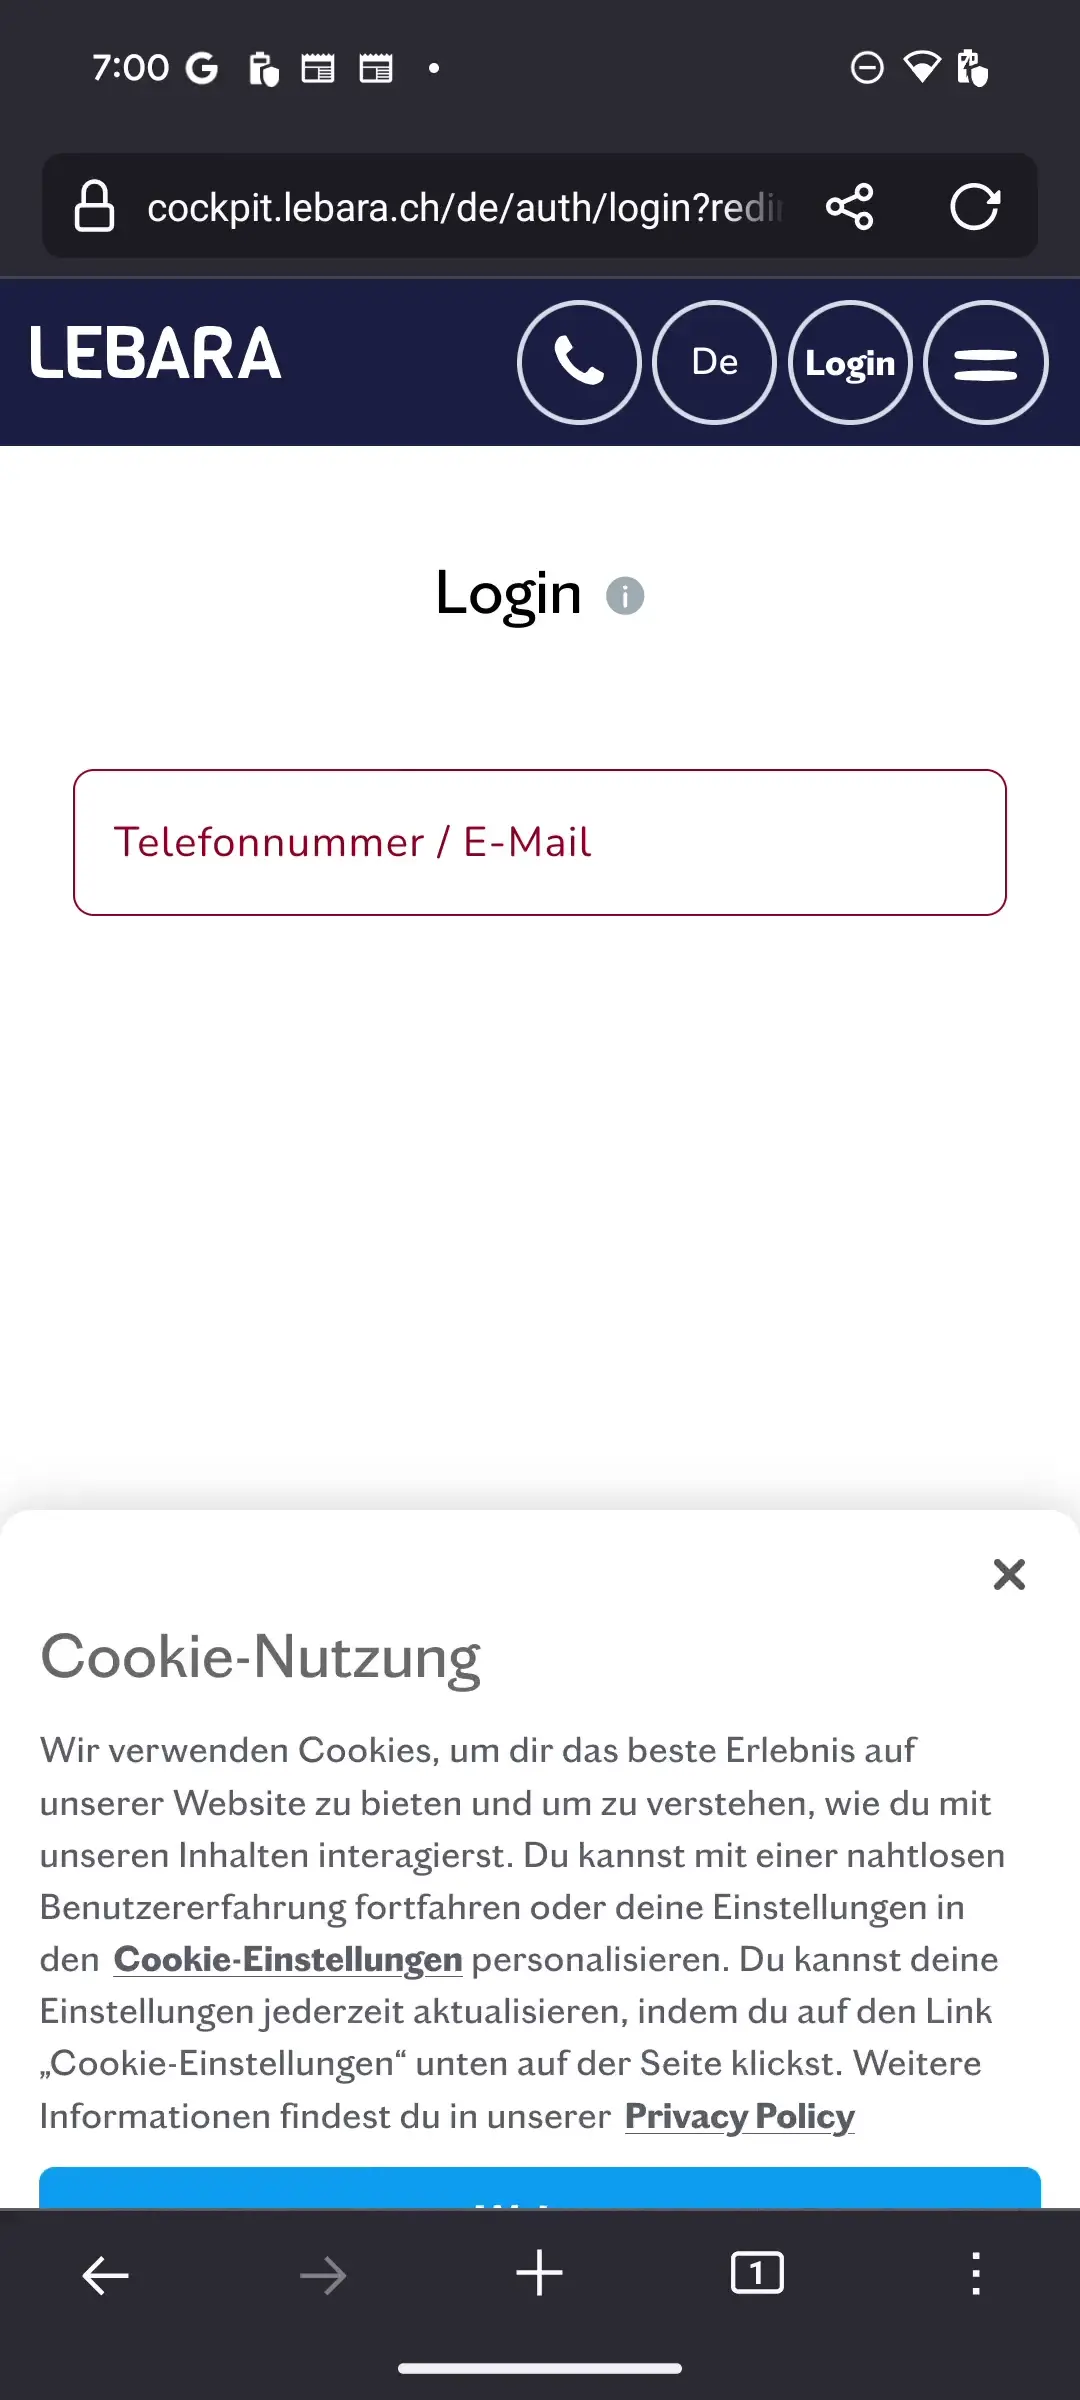 7:00
cockpit.lebara.ch/de/auth/login?redi
LEBARA
De
Login
Login
Telefonnummer / E-Mail
Cookie-Nutzung
Wir verwenden Cookies, um dir das beste Erlebnis auf
unserer Website zu bieten und um zu verstehen, wie du mit
unseren Inhalten interagierst. Du kannst mit einer nahtlosen
Benutzererfahrung fortfahren oder deine Einstellungen in
den Cookie-Einstellungen personalisieren. Du kannst deine
Einstellungen jederzeit aktualisieren, indem du auf den Link
„Cookie-Einstellungen“ unten auf der Seite klickst. Weitere
Informationen findest du in unserer Privacy Policy
1